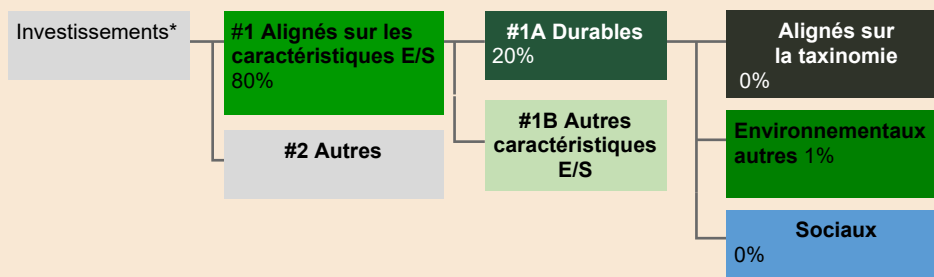 Investissements*
#1 Alignés sur les
caractéristiques E/S
80%
#2 Autres
#1A Durables
20%
#1B Autres
caractéristiques
E/S
Alignés sur
la taxinomie
0%
Environnementaux
autres 1%
Sociaux
0%